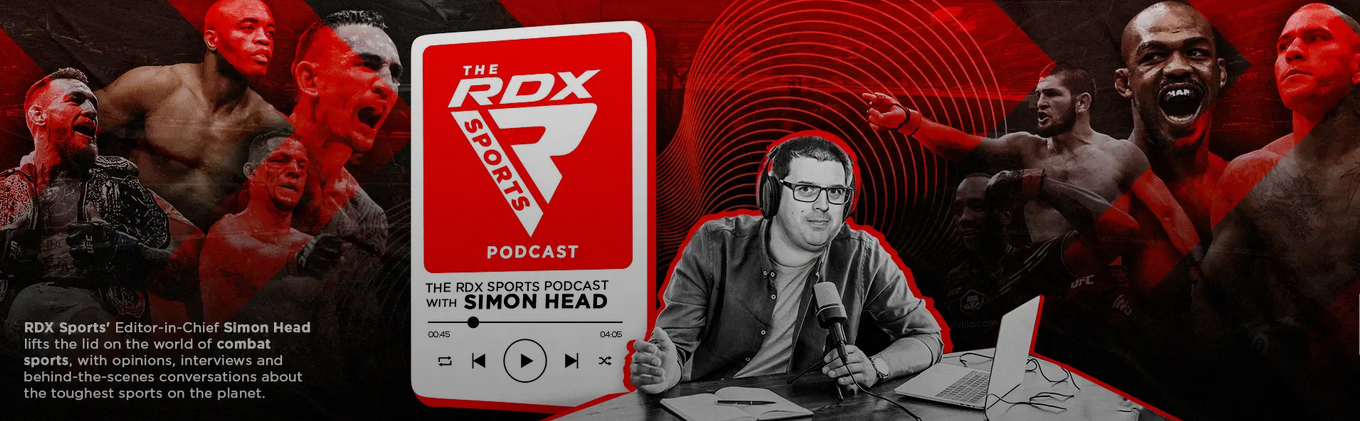 RDX Sports' Editor-in-Chief Simon Head
lifts the lid on the world of combat
sports, with opinions, interviews and
behind-the-scenes conversations about
the toughest sports on the planet.
THE
RDX
SPORTS
PODCAST
THE RDX SPORTS PODCAST
WITH SIMON HEAD
00:45 04:05
UFC